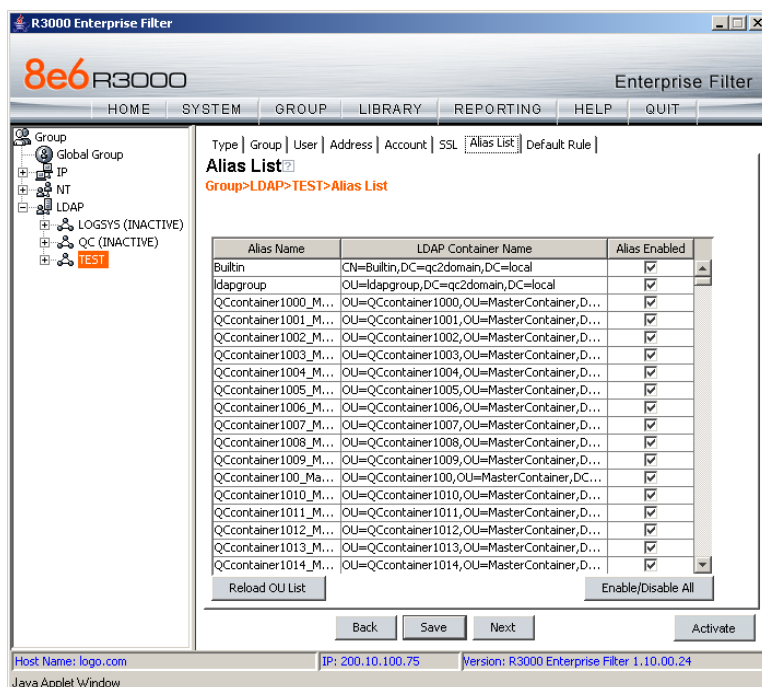 R3000 Enterprise Filter
8e6 R3000
Enterprise Filter
HOME SYSTEM GROUP LIBRARY REPORTING HELP QUIT
Group
Global Group
IP
NT
LDAP
LOGSYS (INACTIVE)
QC (INACTIVE)
TEST
Type | Group | User | Address | Account | SSL | Alias List | Default Rule |
Alias List ?
Group>LDAP>TEST>Alias List
Alias Name LDAP Container Name Alias Enabled
Builtin CN=Builtin,DC=qc2domain,DC=local
ldapgroup OU=ldapgroup,DC=qc2domain,DC=local
QCcontainer1000_M... OU=QCcontainer1000,OU=MasterContainer,D...
QCcontainer1001_M... OU=QCcontainer1001,OU=MasterContainer,D...
QCcontainer1002_M... OU=QCcontainer1002,OU=MasterContainer,D...
QCcontainer1003_M... OU=QCcontainer1003,OU=MasterContainer,D...
QCcontainer1004_M... OU=QCcontainer1004,OU=MasterContainer,D...
QCcontainer1005_M... OU=QCcontainer1005,OU=MasterContainer,D...
QCcontainer1006_M... OU=QCcontainer1006,OU=MasterContainer,D...
QCcontainer1007_M... OU=QCcontainer1007,OU=MasterContainer,D...
QCcontainer1008_M... OU=QCcontainer1008,OU=MasterContainer,D...
QCcontainer1009_M... OU=QCcontainer1009,OU=MasterContainer,D...
QCcontainer100_Ma... OU=QCcontainer100,OU=MasterContainer,DC...
QCcontainer1010_M... OU=QCcontainer1010,OU=MasterContainer,D...
QCcontainer1011_M... OU=QCcontainer1011,OU=MasterContainer,D...
QCcontainer1012_M... OU=QCcontainer1012,OU=MasterContainer,D...
QCcontainer1013_M... OU=QCcontainer1013,OU=MasterContainer,D...
QCcontainer1014_M... OU=QCcontainer1014,OU=MasterContainer,D...
Reload OU List Enable/Disable All
Back Save Next Activate
Host Name: logo.com IP: 200.10.100.75 Version: R3000 Enterprise Filter 1.10.00.24
Java Applet Window